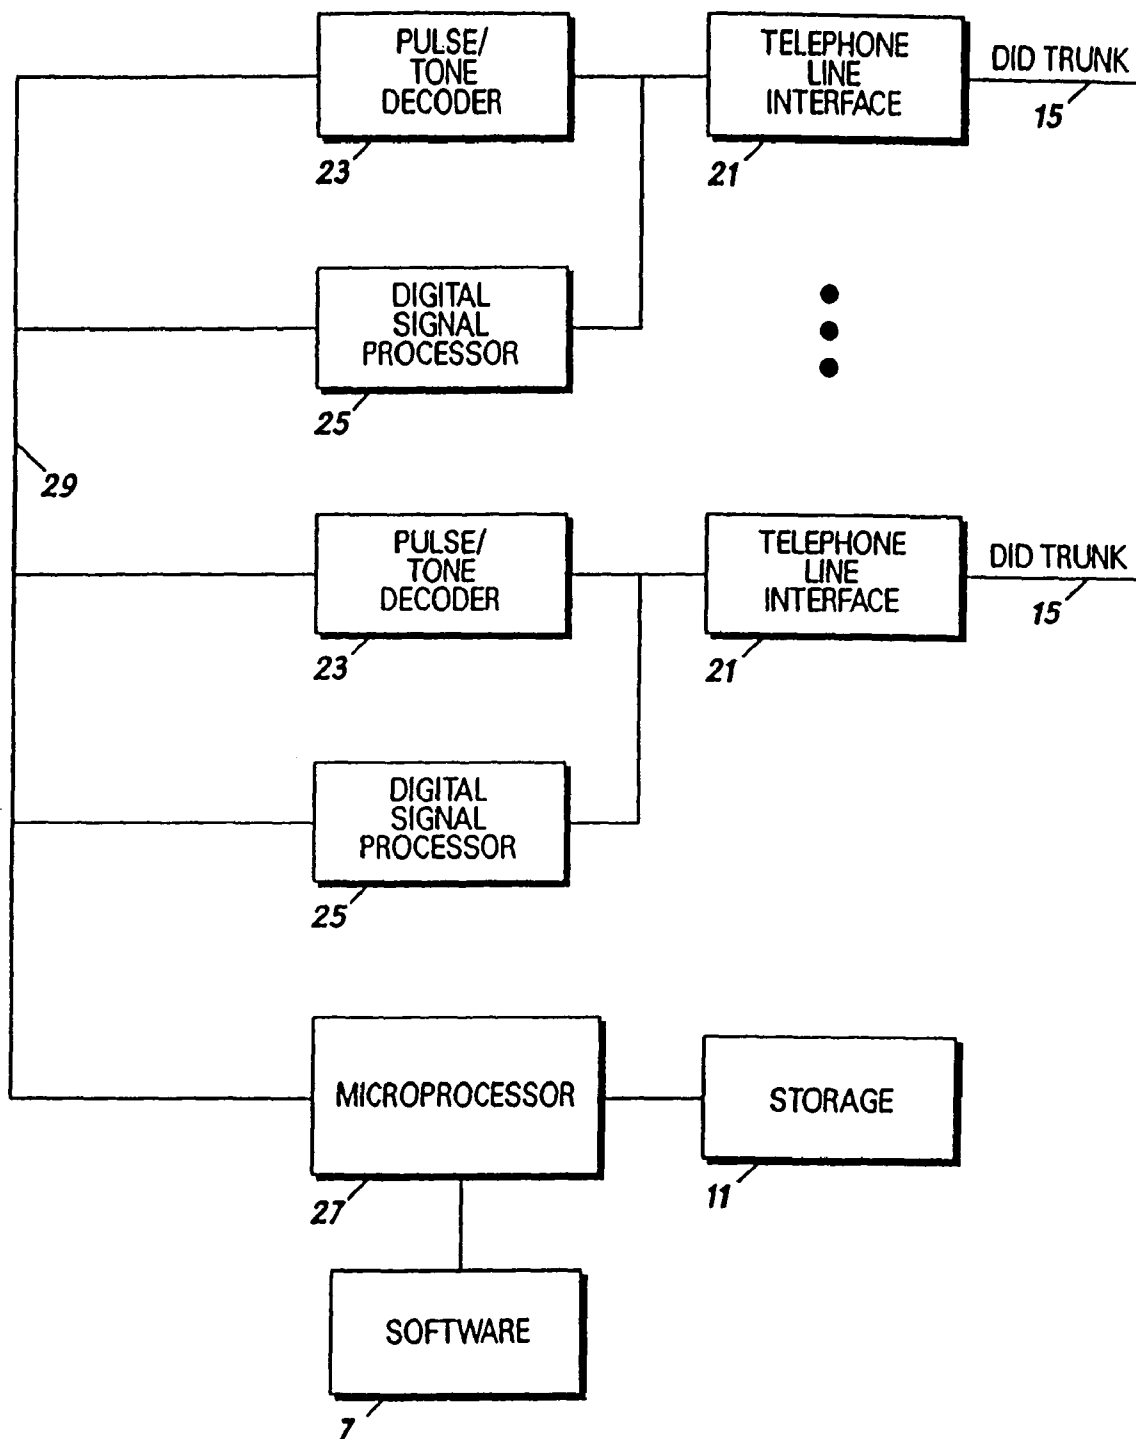 PULSE/
TONE
DECODER
23
TELEPHONE
LINE
INTERFACE
21
DID TRUNK
15
DIGITAL
SIGNAL
PROCESSOR
25
29
PULSE/
TONE
DECODER
23
TELEPHONE
LINE
INTERFACE
21
DID TRUNK
15
DIGITAL
SIGNAL
PROCESSOR
25
MICROPROCESSOR
27
STORAGE
11
SOFTWARE
7